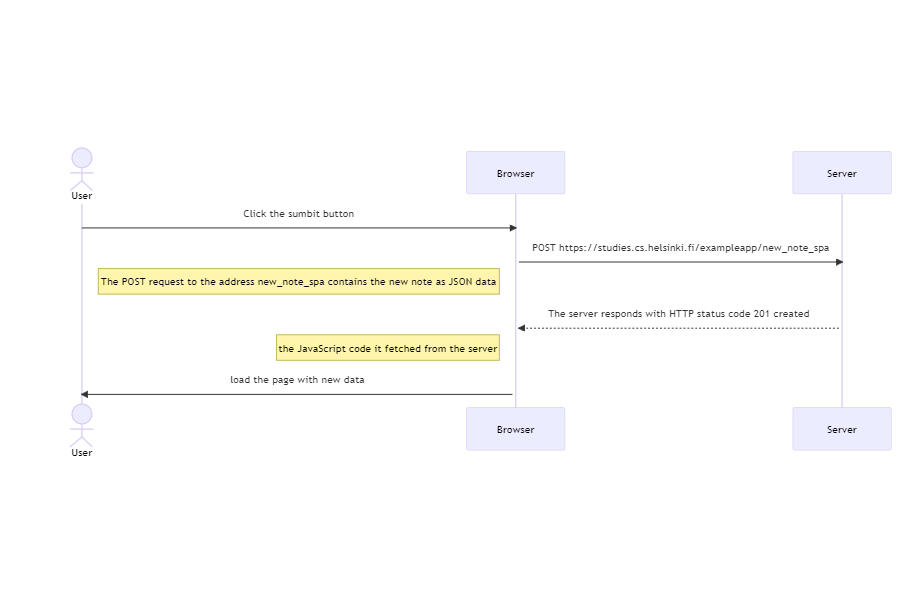 User
Browser
Server
Click the sumbit button
POST https://studies.cs.helsinki.fi/exampleapp/new_note_spa
The POST request to the address new_note_spa contains the new note as JSON data
The server responds with HTTP status code 201 created
the JavaScript code it fetched from the server
load the page with new data
User
Browser
Server